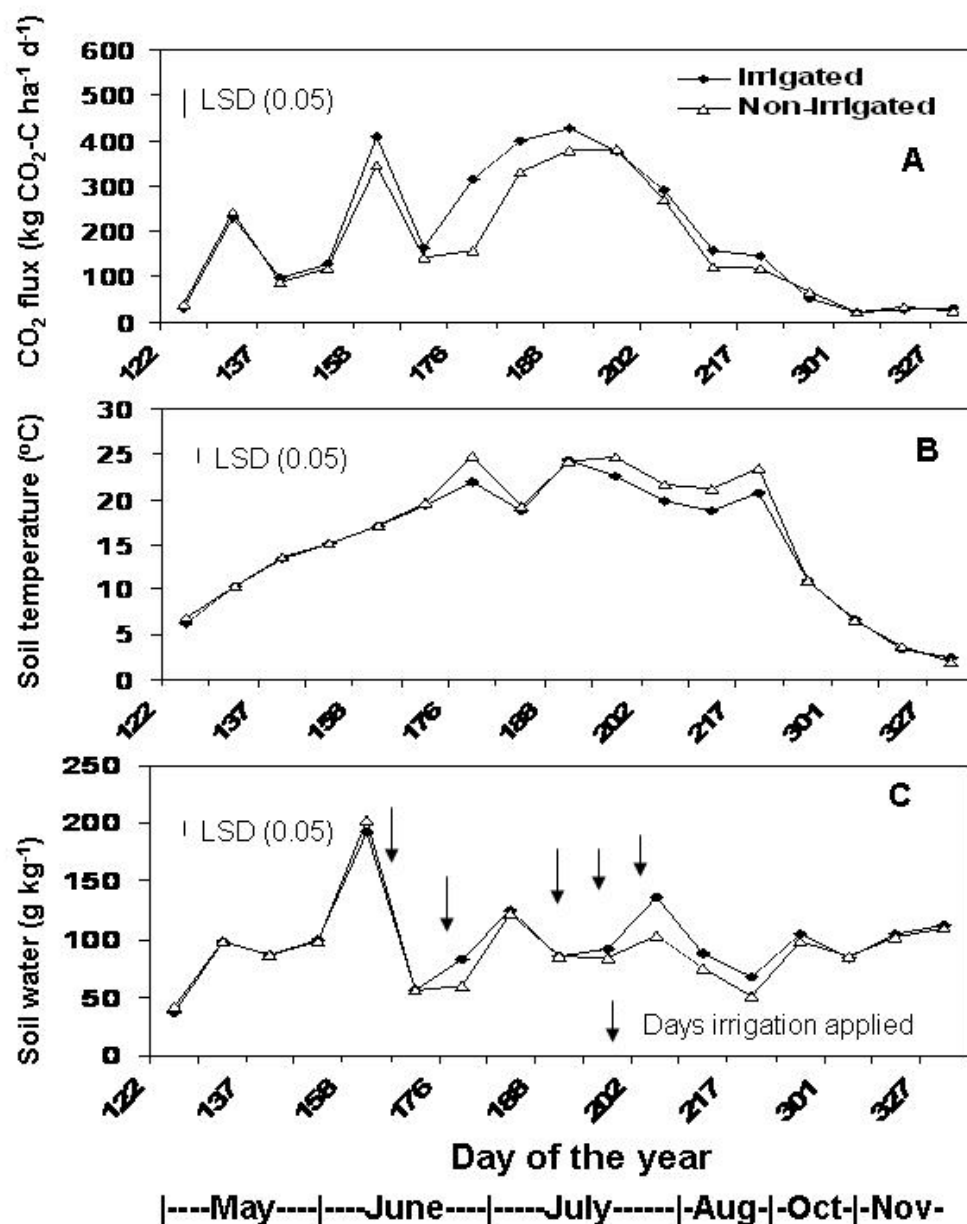 600
500
400
300
200
100
0
CO₂ flux (kg CO₂-C ha⁻¹ d⁻¹)
LSD (0.05)
Irrigated
Non-Irrigated
A
122 137 158 176 188 202 217 301 327
30
25
20
15
10
5
0
Soil temperature (ºC)
LSD (0.05)
B
122 137 158 176 188 202 217 301 327
250
200
150
100
50
0
Soil water (g kg⁻¹)
LSD (0.05)
C
Days irrigation applied
122 137 158 176 188 202 217 301 327
Day of the year
|----May----|-----June-----|-----July------|-Aug-|-Oct-|-Nov-